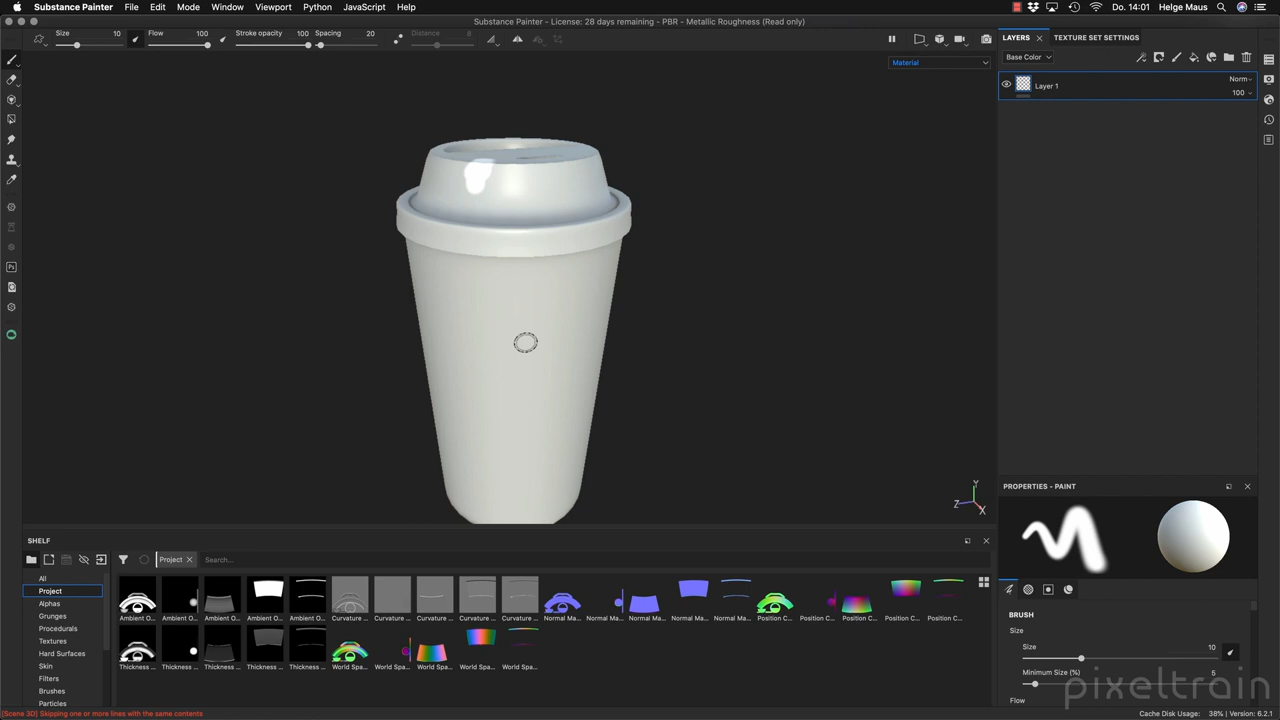 Substance Painter File Edit Mode Window Viewport Python JavaScript Help
Do. 14:01 Helge Maus
Substance Painter - License: 28 days remaining - PBR - Metallic Roughness (Read only)
Size 10 Flow 100 Stroke opacity 100 Spacing 20 Distance 8
Material
LAYERS TEXTURE SET SETTINGS
Base Color
Layer 1
Norm
100
Ps
Y
Z X
PROPERTIES - PAINT
BRUSH
Size
Size 10
Minimum Size (%) 5
Flow
SHELF
Project
Search...
All
Project
Alphas
Grunges
Procedurals
Textures
Hard Surfaces
Skin
Filters
Brushes
Particles
Ambient O... Ambient O... Ambient O... Ambient O... Ambient O... Curvature ... Curvature ... Curvature ... Curvature ... Curvature ... Normal Ma... Normal Ma... Normal Ma... Normal Ma... Normal Ma... Position C... Position C... Position C... Position C... Position C...
Thickness ... Thickness ... Thickness ... Thickness ... Thickness ... World Spa... World Spa... World Spa... World Spa... World Spa...
pixeltrain
[Scene 3D] Skipping one or more lines with the same contents
Cache Disk Usage: 38% | Version: 6.2.1